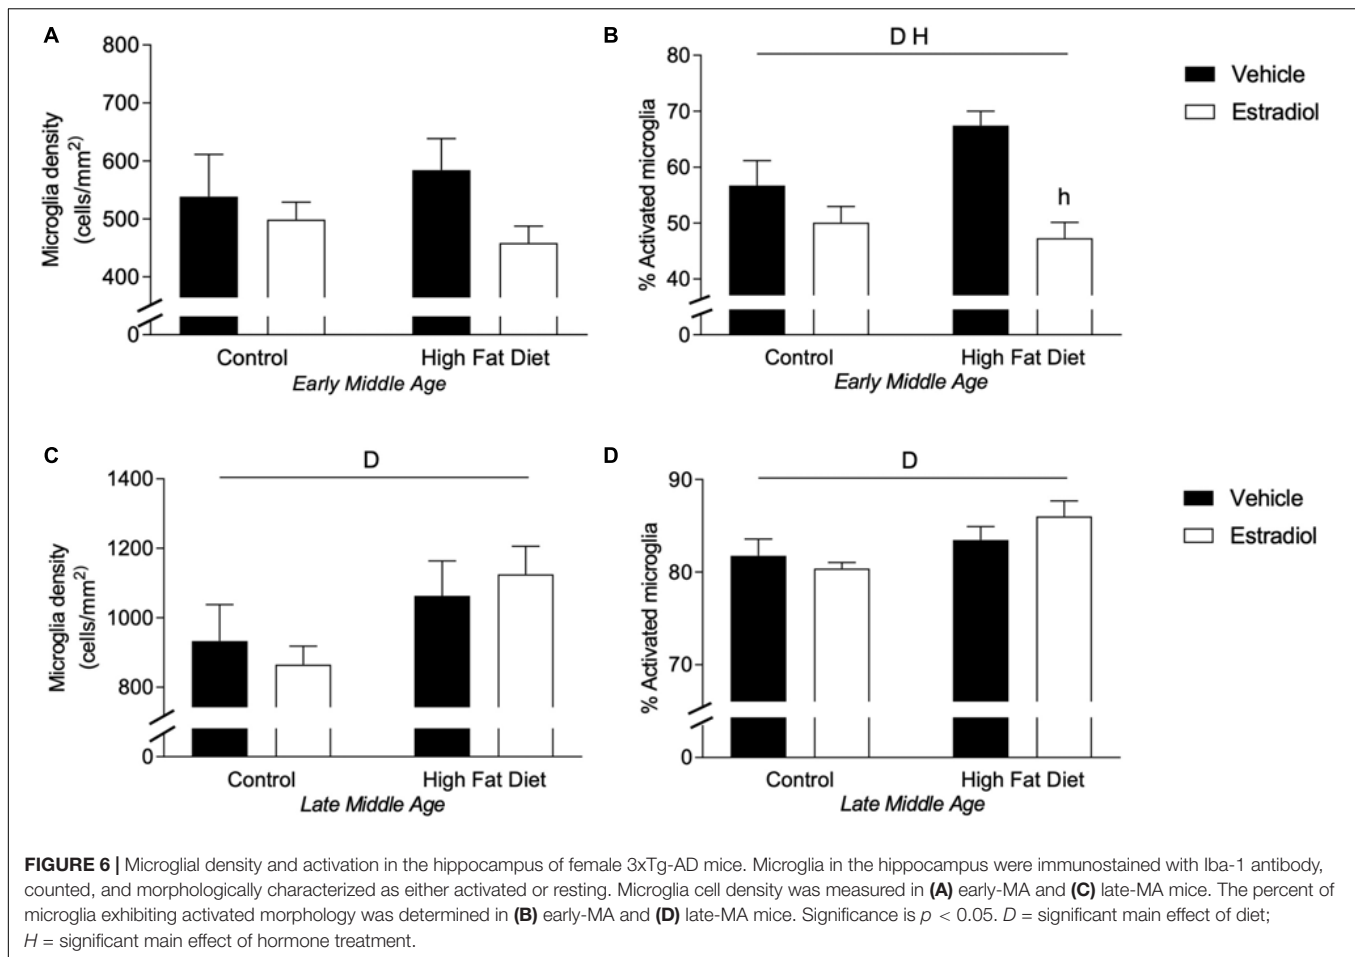 A
800
700
600
500
400
0
Microglia density
(cells/mm²)
Control
High Fat Diet
Early Middle Age
B
D H
80
70
60
50
40
0
% Activated microglia
h
Control
High Fat Diet
Early Middle Age
Vehicle
Estradiol
C
D
1400
1200
1000
800
0
Microglia density
(cells/mm²)
Control
High Fat Diet
Late Middle Age
D
D
90
80
70
0
% Activated microglia
Control
High Fat Diet
Late Middle Age
Vehicle
Estradiol
FIGURE 6 | Microglial density and activation in the hippocampus of female 3xTg-AD mice. Microglia in the hippocampus were immunostained with Iba-1 antibody,
counted, and morphologically characterized as either activated or resting. Microglia cell density was measured in (A) early-MA and (C) late-MA mice. The percent of
microglia exhibiting activated morphology was determined in (B) early-MA and (D) late-MA mice. Significance is p < 0.05. D = significant main effect of diet;
H = significant main effect of hormone treatment.